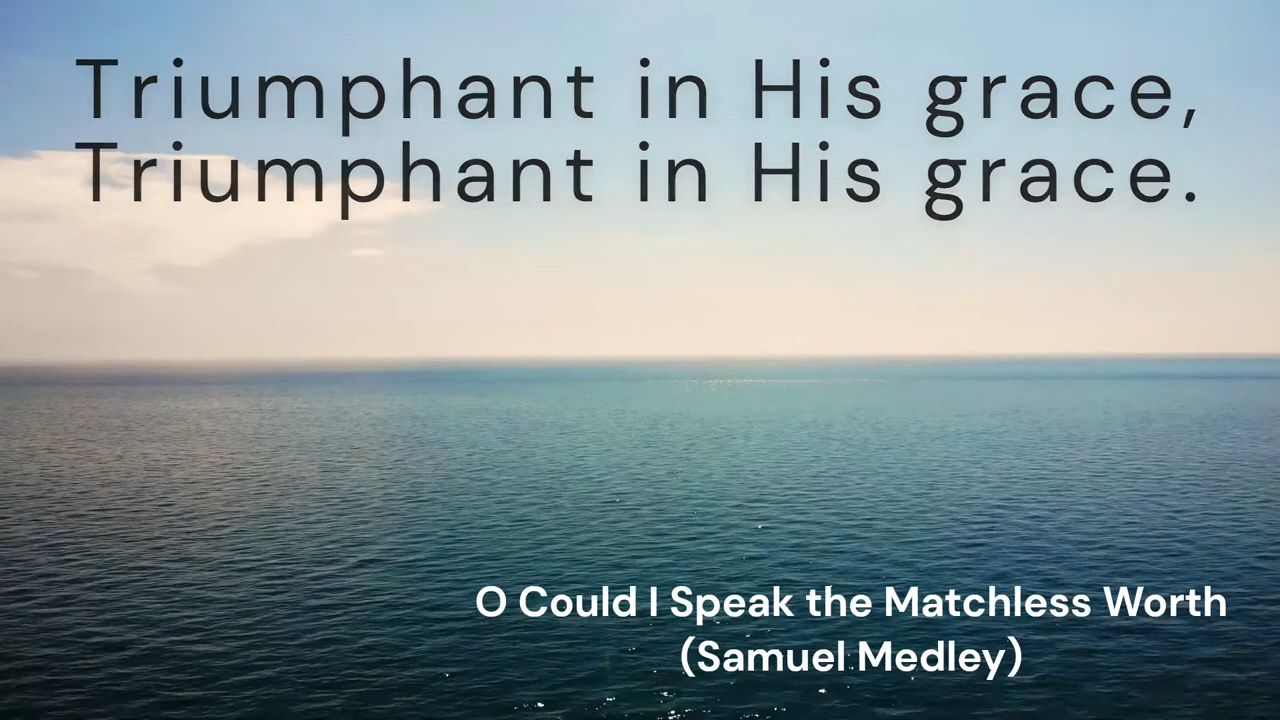 Triumphant in His grace,
Triumphant in His grace.
O Could I Speak the Matchless Worth
(Samuel Medley)